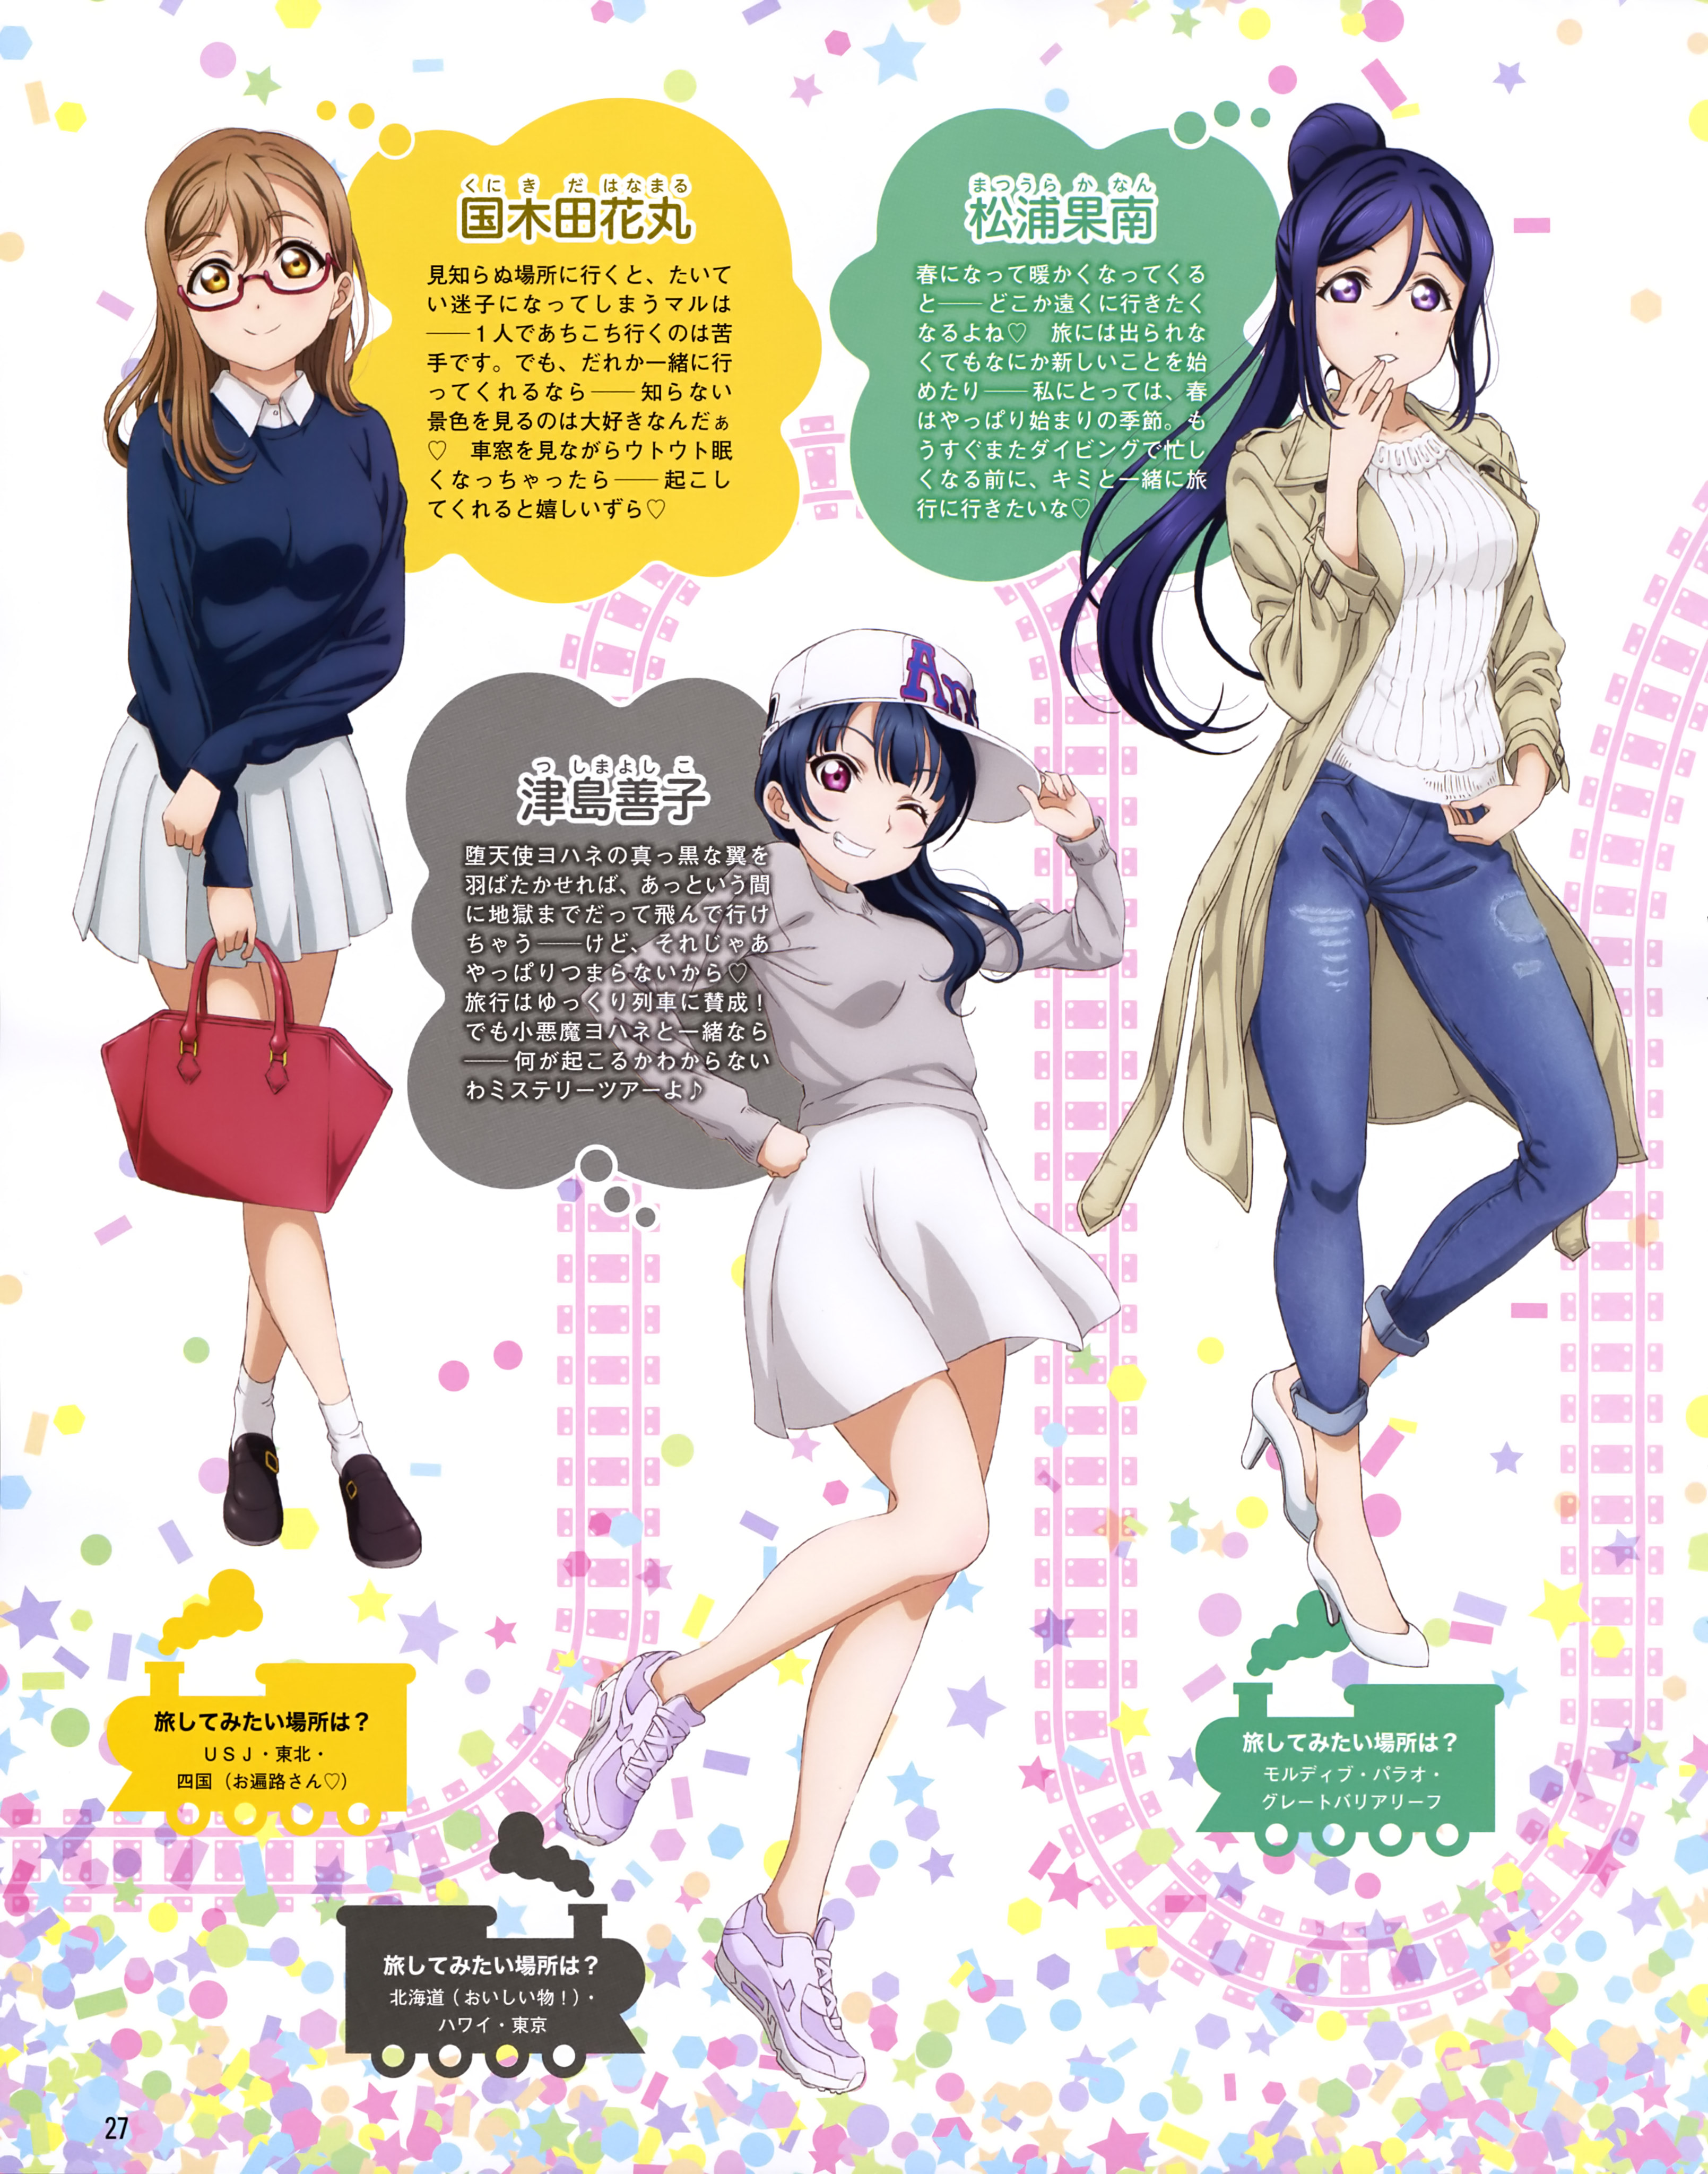 くにきだはなまる
国木田花丸
見知らぬ場所に行くと、たいて
い迷子になってしまうマルは
――1人であちこち行くのは苦
手です。でも、だれか一緒に行
ってくれるなら――知らない
景色を見るのは大好きなんだぁ
♡　車窓を見ながらウトウト眠
くなっちゃったら――起こし
てくれると嬉しいずら♡
まつうらかなん
松浦果南
春になって暖かくなってくる
と――どこか遠くに行きたく
なるよね♡　旅には出られな
くてもなにか新しいことを始
めたり――私にとっては、春
はやっぱり始まりの季節。も
うすぐまたダイビングで忙し
くなる前に、キミと一緒に旅
行に行きたいな♡
つしまよしこ
津島善子
堕天使ヨハネの真っ黒な翼を
羽ばたかせれば、あっという間
に地獄までだって飛んで行け
ちゃう――けど、それじゃあ
やっぱりつまらないから♡
旅行はゆっくり列車に賛成！
でも小悪魔ヨハネと一緒なら
――何が起こるかわからない
わミステリーツアーよ♪
An
旅してみたい場所は？
USJ・東北・
四国（お遍路さん♡）
旅してみたい場所は？
モルディブ・パラオ・
グレートバリアリーフ
旅してみたい場所は？
北海道（おいしい物！）・
ハワイ・東京
27